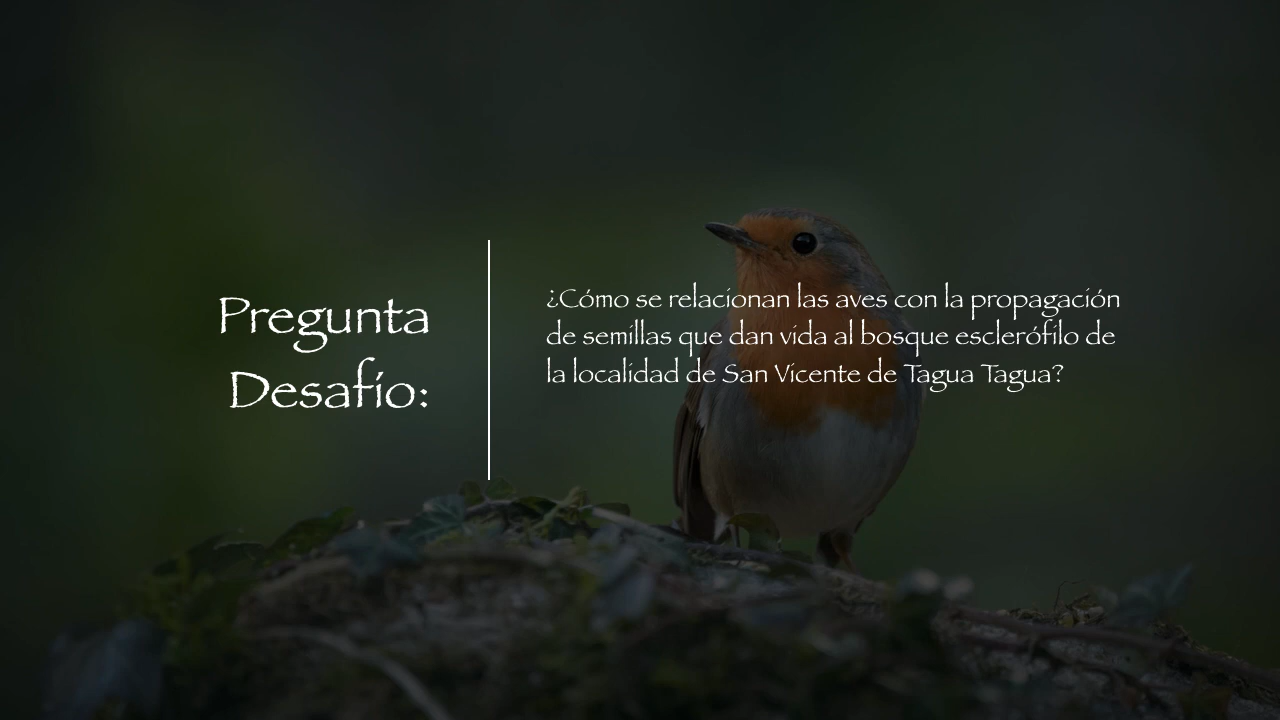 Pregunta
Desafío:
¿Cómo se relacionan las aves con la propagación
de semillas que dan vida al bosque esclerófilo de
la localidad de San Vicente de Tagua Tagua?